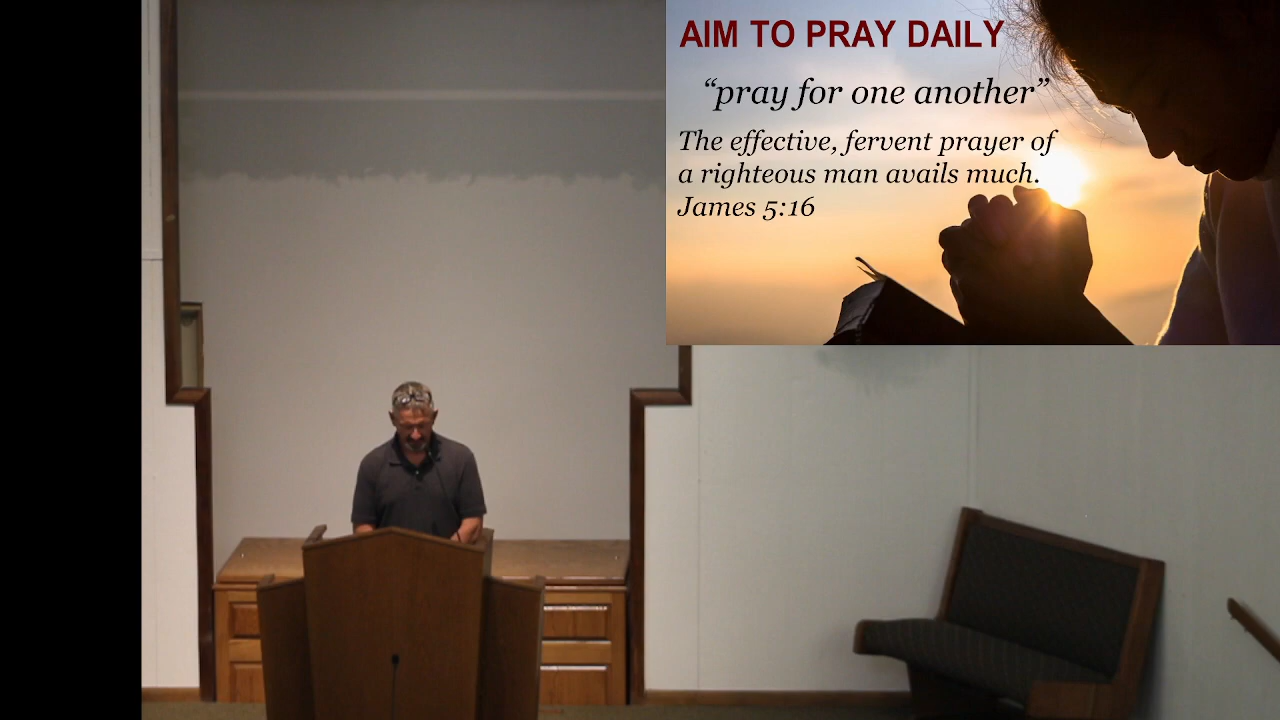 AIM TO PRAY DAILY
“pray for one another”
The effective, fervent prayer of
a righteous man avails much.
James 5:16